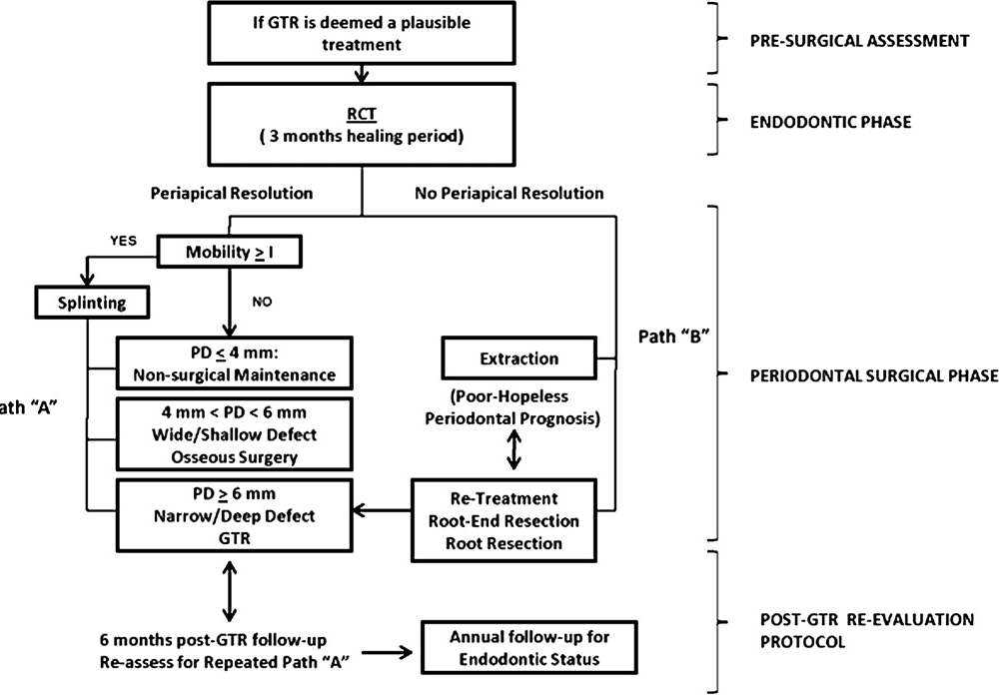 If GTR is deemed a plausible
treatment
PRE-SURGICAL ASSESSMENT
RCT
( 3 months healing period)
ENDODONTIC PHASE
Periapical Resolution
No Periapical Resolution
YES
Mobility ≥ I
Splinting
NO
PD ≤ 4 mm:
Non-surgical Maintenance
4 mm < PD < 6 mm
Wide/Shallow Defect
Osseous Surgery
PD ≥ 6 mm
Narrow/Deep Defect
GTR
ath “A”
Extraction
(Poor-Hopeless
Periodontal Prognosis)
Re-Treatment
Root-End Resection
Root Resection
Path “B”
PERIODONTAL SURGICAL PHASE
6 months post-GTR follow-up
Re-assess for Repeated Path “A”
Annual follow-up for
Endodontic Status
POST-GTR RE-EVALUATION
PROTOCOL